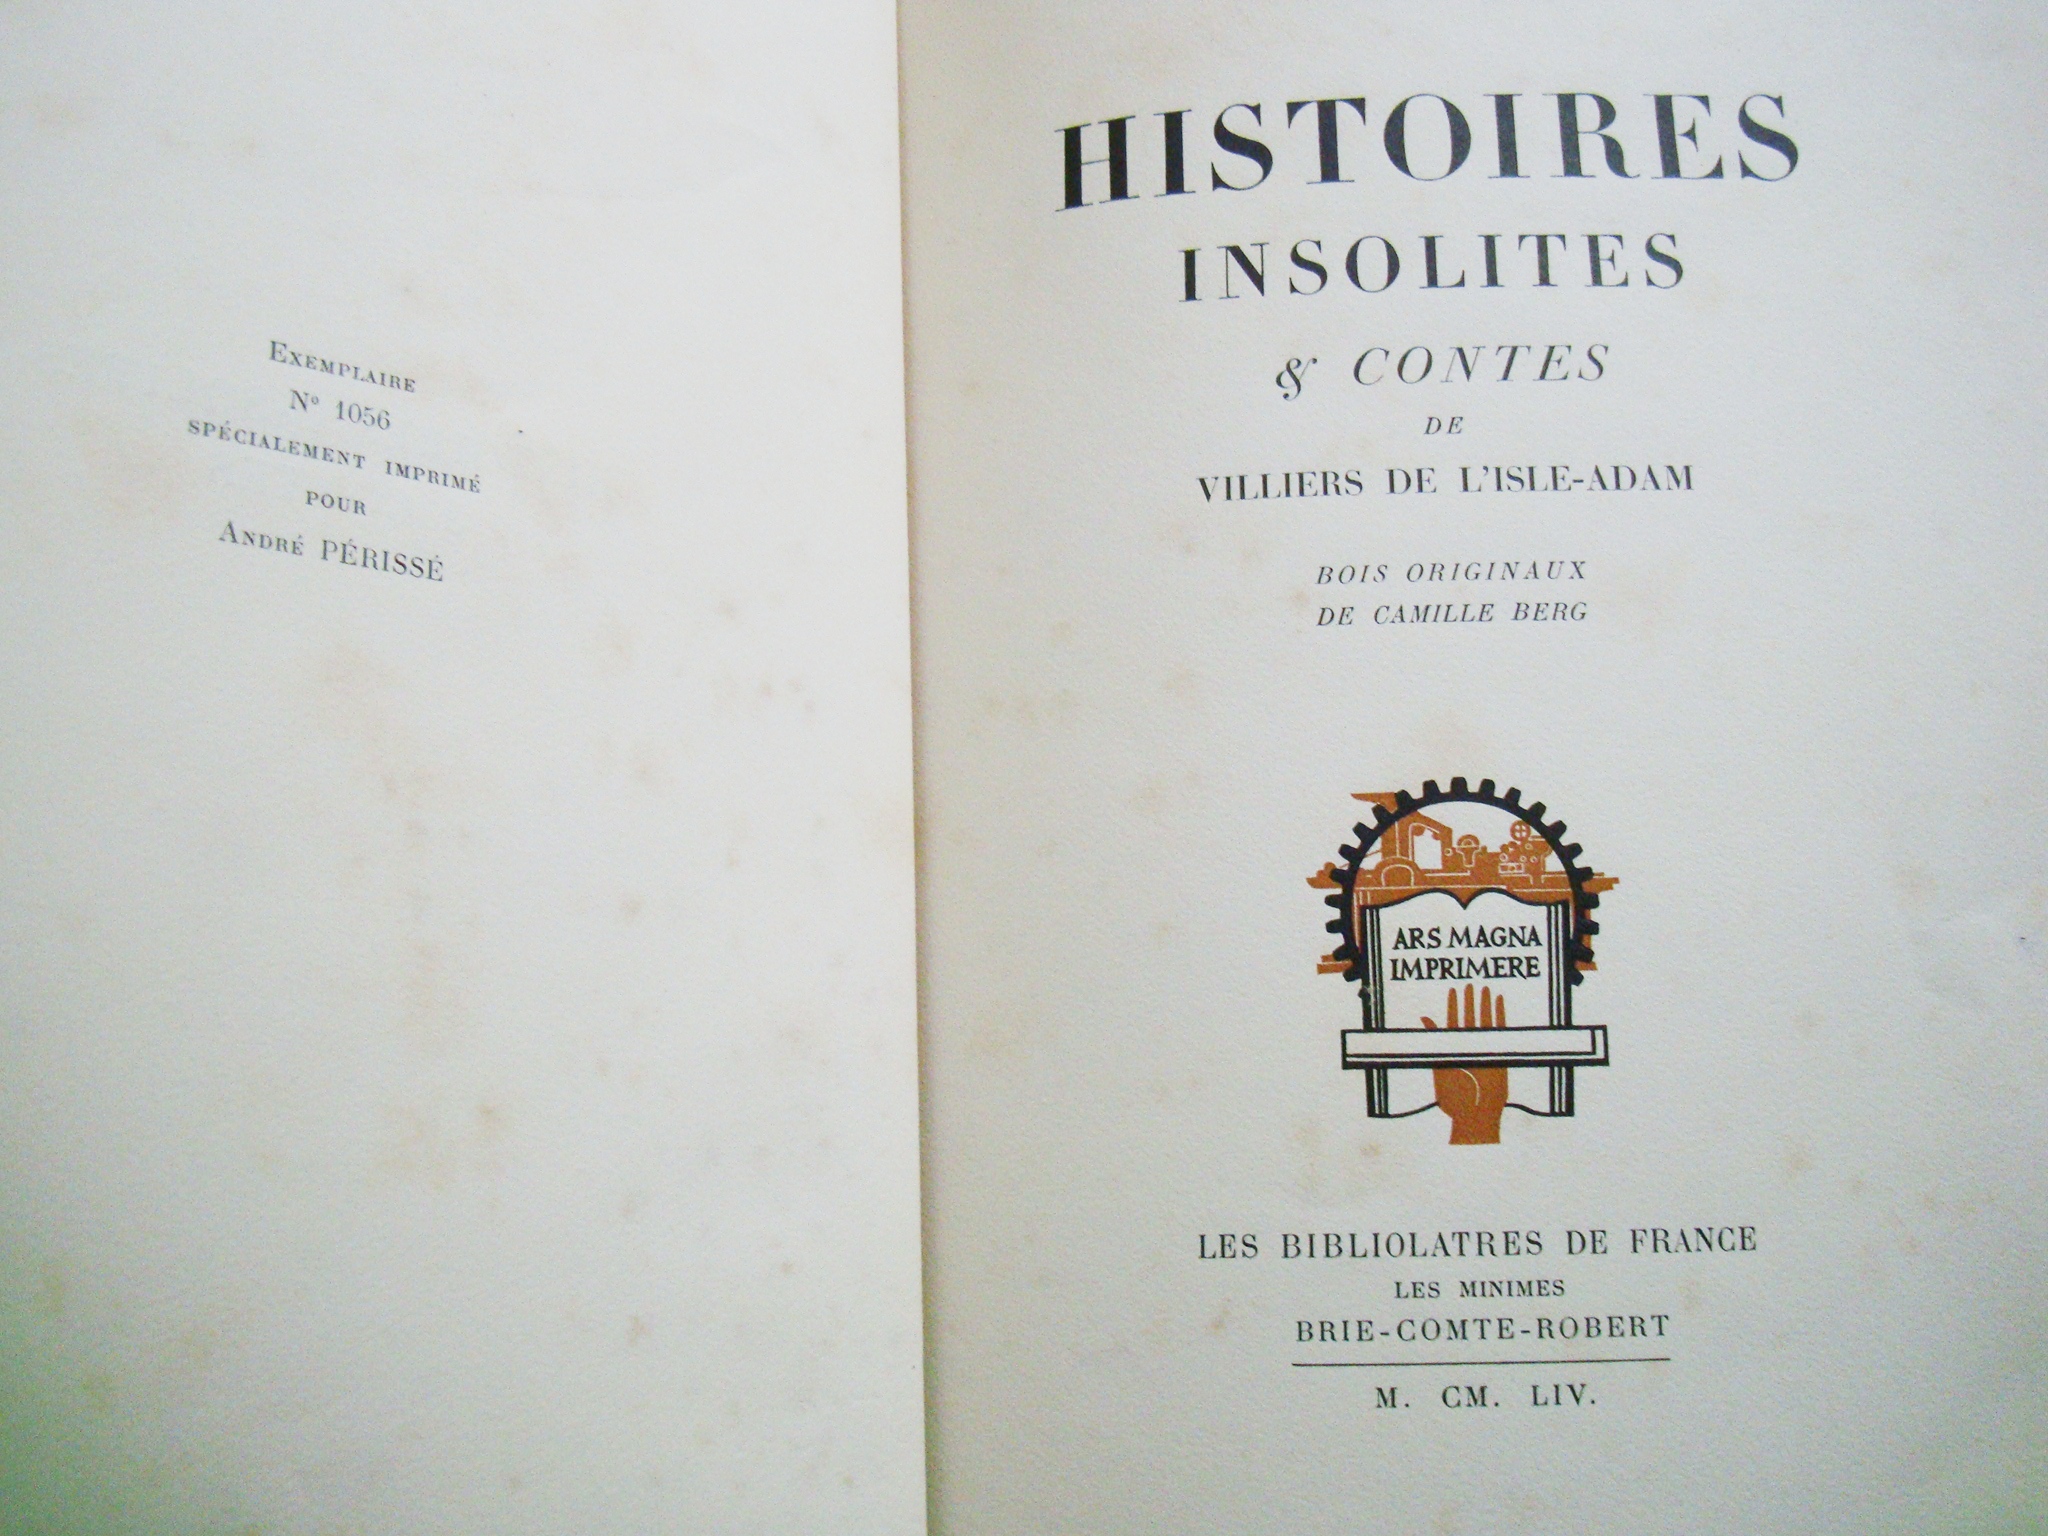 EXEMPLAIRE
N° 1056
SPÉCIALEMENT IMPRIMÉ
POUR
ANDRÉ PÉRISSÉ
HISTOIRES
INSOLITES
& CONTES
DE
VILLIERS DE L'ISLE-ADAM
BOIS ORIGINAUX
DE CAMILLE BERG
ARS MAGNA
IMPRIMERE
LES BIBLIOLATRES DE FRANCE
LES MINIMES
BRIE-COMTE-ROBERT
M. CM. LIV.